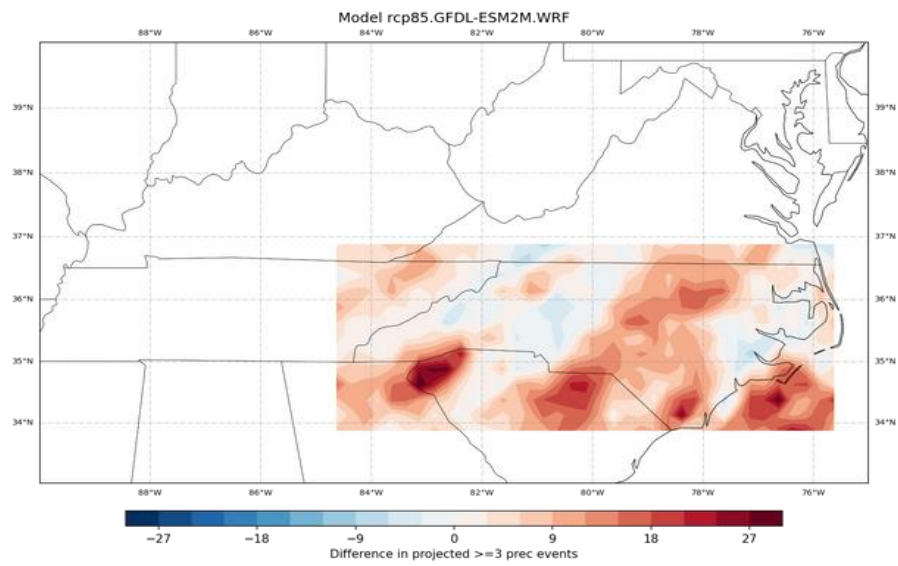 Model rcp85.GFDL-ESM2M.WRF
88°W 86°W 84°W 82°W 80°W 78°W 76°W
39°N 39°N
38°N 38°N
37°N 37°N
36°N 36°N
35°N 35°N
34°N 34°N
88°W 86°W 84°W 82°W 80°W 78°W 76°W
−27 −18 −9 0 9 18 27
Difference in projected >=3 prec events